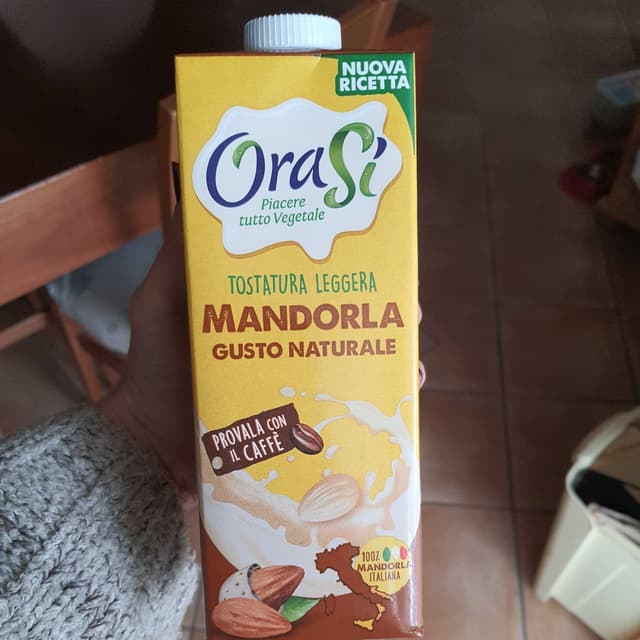 NUOVA
RICETTA
OraSì
Piacere
tutto Vegetale
TOSTATURA LEGGERA
MANDORLA
GUSTO NATURALE
PROVALA CON
IL CAFFÈ
100%
MANDORLA
ITALIANA